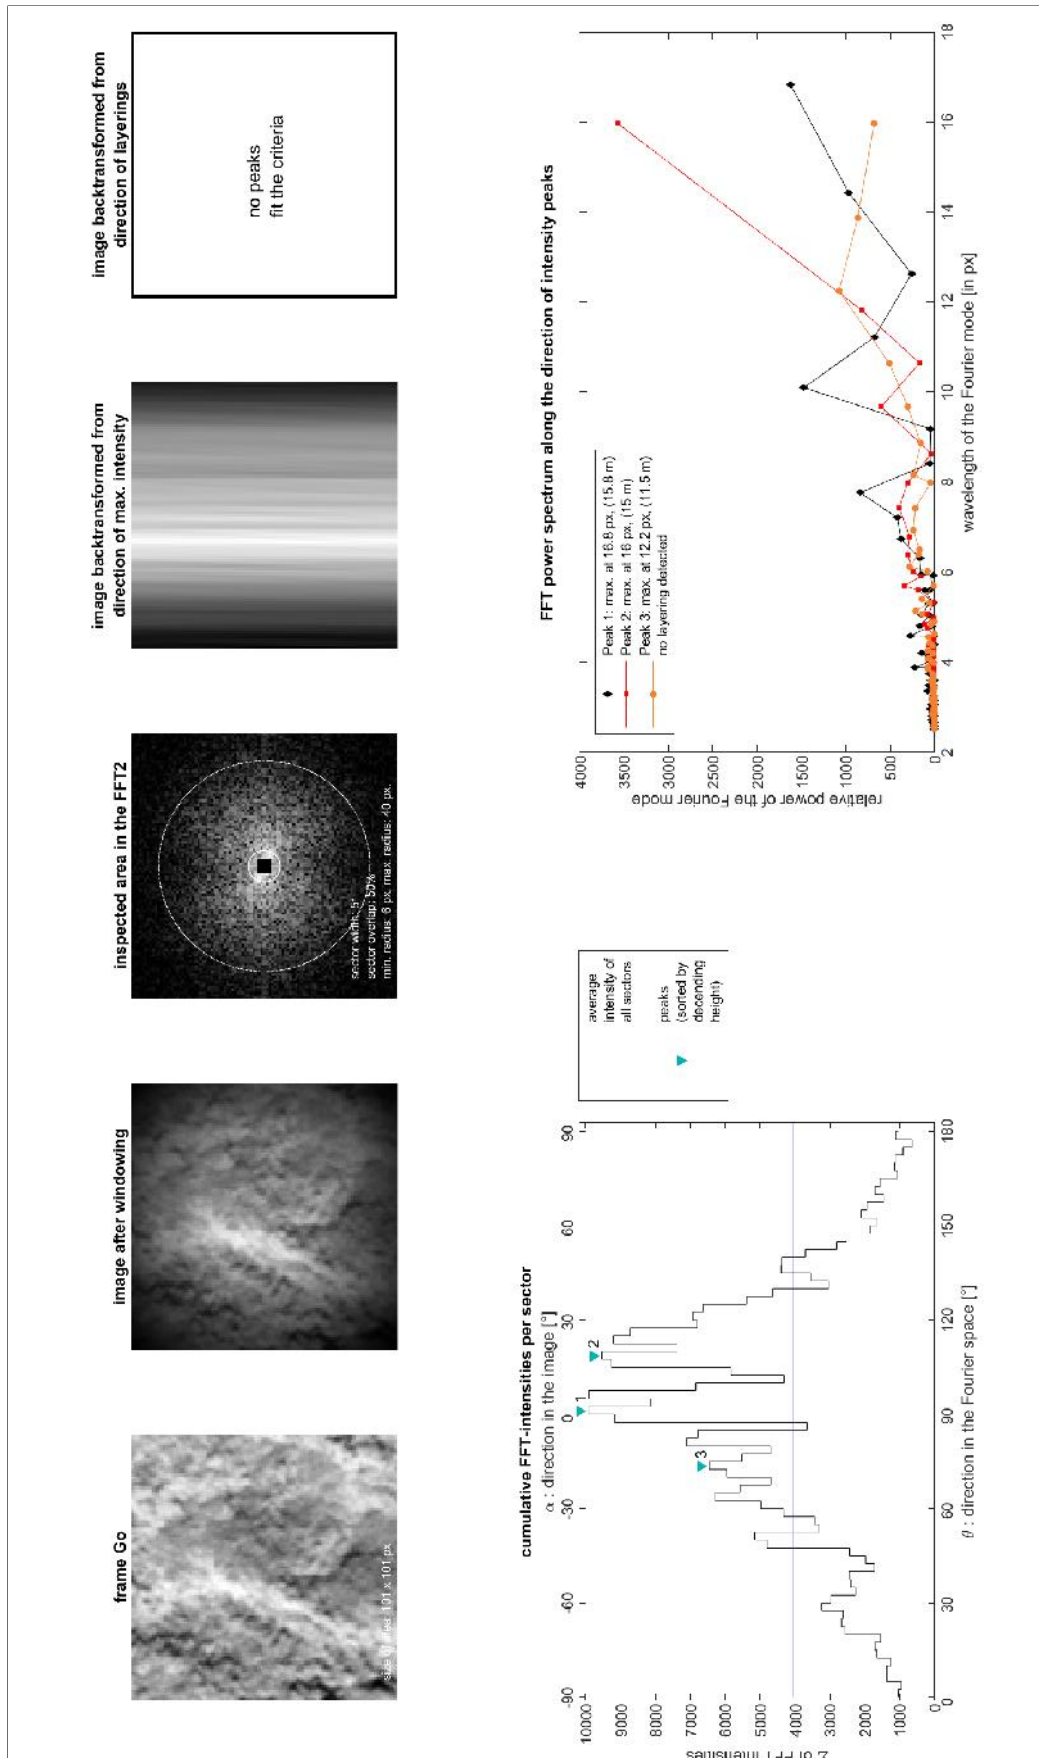 frame Go
size of area: 101 x 101 px
image after windowing
inspected area in the FFT2
sector width: 5°
sector overlap: 50%
min. radius: 6 px, max. radius: 40 px.
image backtransformed from
direction of max. intensity
image backtransformed from
direction of layerings
no peaks
fit the criteria
cumulative FFT-intensities per sector
α : direction in the image [°]
-90 -60 -30 0 30 60 90
10000
9000
8000
7000
6000
5000
4000
3000
2000
1000
0
1
2
3
0 30 60 90 120 150 180
θ : direction in the Fourier space [°]
Σ of FFT intensities
average
intensity of
all sectors
peaks
(sorted by
decending
height)
FFT power spectrum along the direction of intensity peaks
4000
3500
3000
2500
2000
1500
1000
500
0
relative power of the Fourier mode
Peak 1: max. at 16.8 px, (15.8 m)
Peak 2: max. at 16 px, (15 m)
Peak 3: max. at 12.2 px, (11.5 m)
no layering detected
2 4 6 8 10 12 14 16 18
wavelength of the Fourier mode [in px]